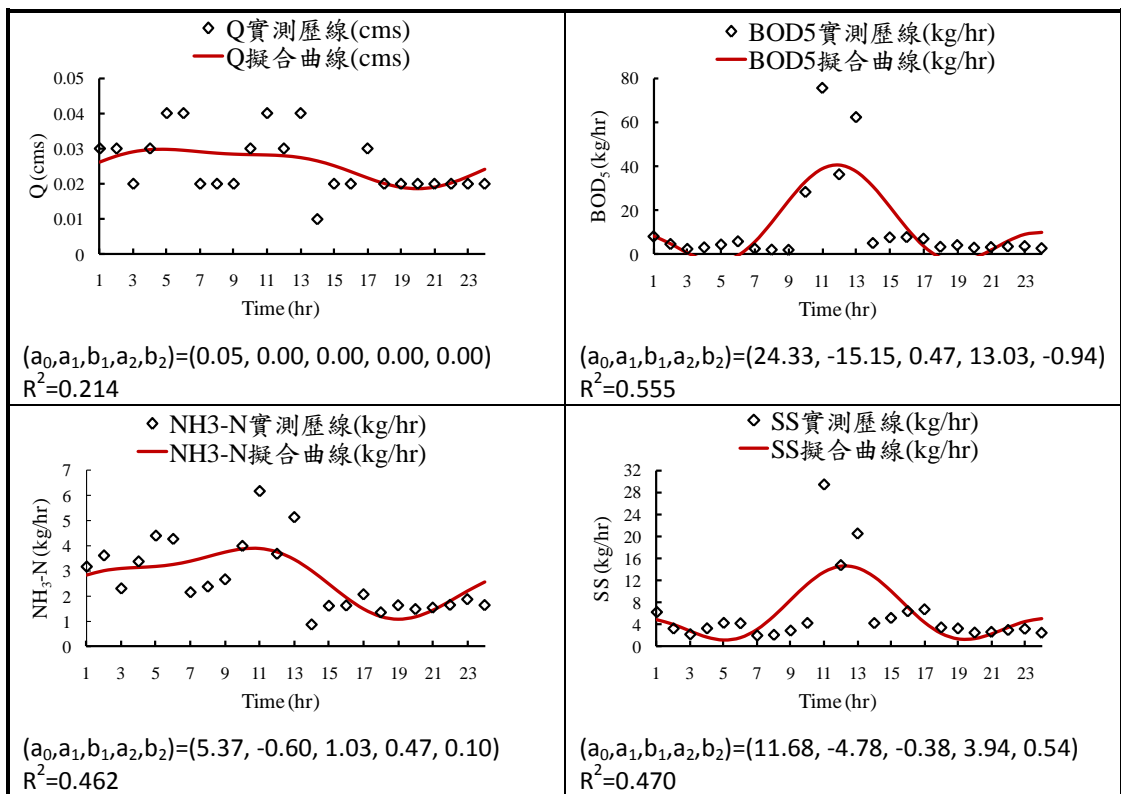 Q實測歷線(cms)
Q擬合曲線(cms)
0.05
0.04
0.03
0.02
0.01
0
Q (cms)
1 3 5 7 9 11 13 15 17 19 21 23
Time (hr)
(a₀,a₁,b₁,a₂,b₂)=(0.05, 0.00, 0.00, 0.00, 0.00)
R²=0.214
BOD5實測歷線(kg/hr)
BOD5擬合曲線(kg/hr)
80
60
40
20
0
BOD₅ (kg/hr)
1 3 5 7 9 11 13 15 17 19 21 23
Time (hr)
(a₀,a₁,b₁,a₂,b₂)=(24.33, -15.15, 0.47, 13.03, -0.94)
R²=0.555
NH3-N實測歷線(kg/hr)
NH3-N擬合曲線(kg/hr)
7
6
5
4
3
2
1
0
NH₃-N (kg/hr)
1 3 5 7 9 11 13 15 17 19 21 23
Time (hr)
(a₀,a₁,b₁,a₂,b₂)=(5.37, -0.60, 1.03, 0.47, 0.10)
R²=0.462
SS實測歷線(kg/hr)
SS擬合曲線(kg/hr)
32
28
24
20
16
12
8
4
0
SS (kg/hr)
1 3 5 7 9 11 13 15 17 19 21 23
Time (hr)
(a₀,a₁,b₁,a₂,b₂)=(11.68, -4.78, -0.38, 3.94, 0.54)
R²=0.470